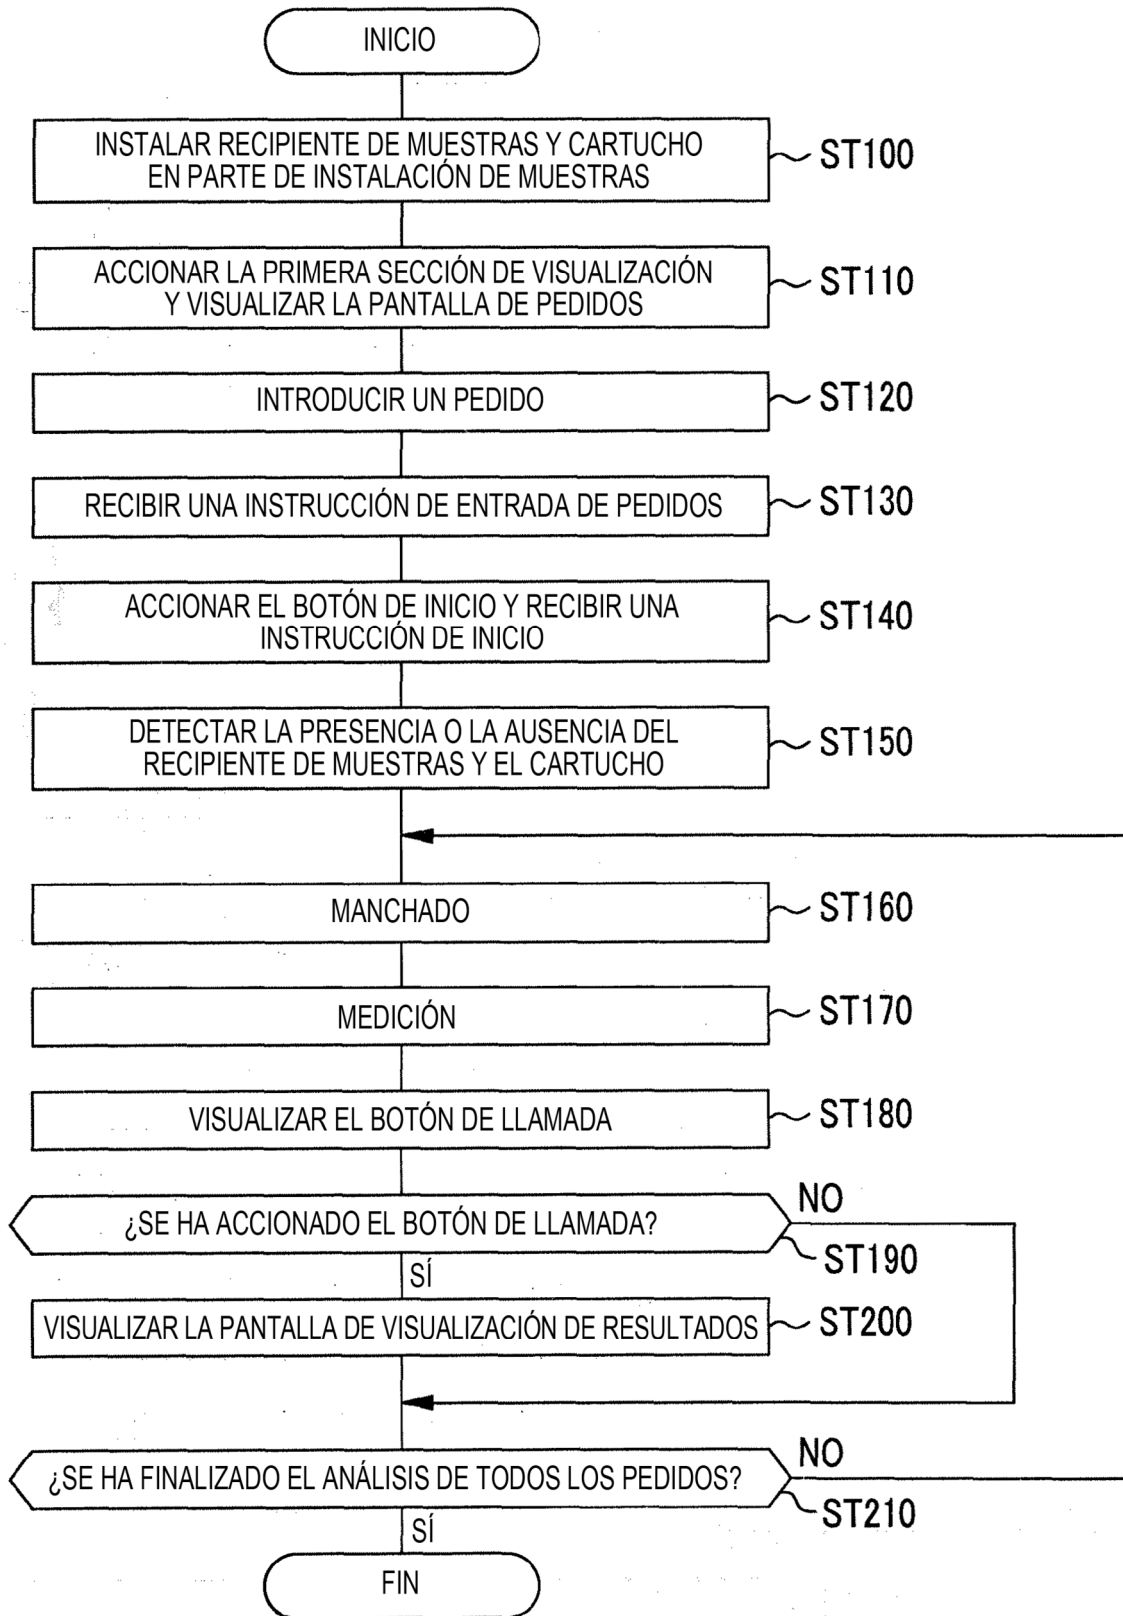 INICIO
INSTALAR RECIPIENTE DE MUESTRAS Y CARTUCHO
EN PARTE DE INSTALACIÓN DE MUESTRAS
ST100
ACCIONAR LA PRIMERA SECCIÓN DE VISUALIZACIÓN
Y VISUALIZAR LA PANTALLA DE PEDIDOS
ST110
INTRODUCIR UN PEDIDO
ST120
RECIBIR UNA INSTRUCCIÓN DE ENTRADA DE PEDIDOS
ST130
ACCIONAR EL BOTÓN DE INICIO Y RECIBIR UNA
INSTRUCCIÓN DE INICIO
ST140
DETECTAR LA PRESENCIA O LA AUSENCIA DEL
RECIPIENTE DE MUESTRAS Y EL CARTUCHO
ST150
MANCHADO
ST160
MEDICIÓN
ST170
VISUALIZAR EL BOTÓN DE LLAMADA
ST180
¿SE HA ACCIONADO EL BOTÓN DE LLAMADA?
NO
ST190
SÍ
VISUALIZAR LA PANTALLA DE VISUALIZACIÓN DE RESULTADOS
ST200
¿SE HA FINALIZADO EL ANÁLISIS DE TODOS LOS PEDIDOS?
NO
ST210
SÍ
FIN